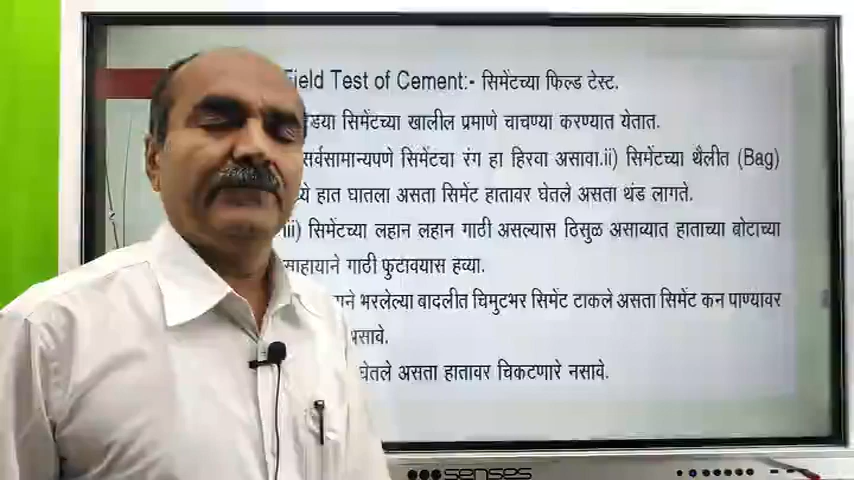 Field Test of Cement:- सिमेंटच्या फिल्ड टेस्ट.
सिमेंटच्या खालील प्रमाणे चाचण्या करण्यात येतात.
सर्वसामान्यपणे सिमेंटचा रंग हा हिरवा असावा.ii) सिमेंटच्या थैलीत (Bag)
हात घातला असता सिमेंट हातावर घेतले असता थंड लागते.
iii) सिमेंटच्या लहान लहान गाठी असल्यास ठिसुळ असाव्यात हाताच्या बोटाच्या
साहायाने गाठी फुटावयास हव्या.
भरलेल्या बादलीत चिमुटभर सिमेंट टाकले असता सिमेंट कन पाण्यावर
घेतले असता हातावर चिकटणारे नसावे.
senses